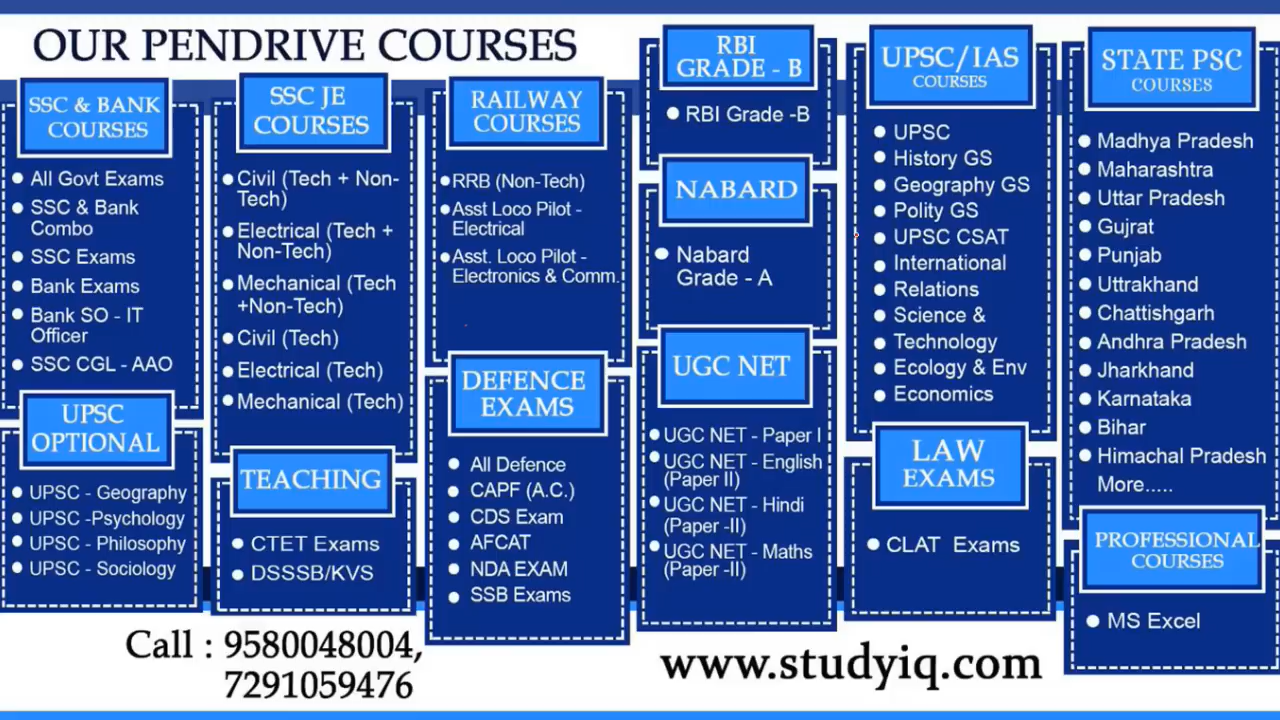 OUR PENDRIVE COURSES
SSC & BANK
COURSES
All Govt Exams
SSC & Bank
Combo
SSC Exams
Bank Exams
Bank SO - IT
Officer
SSC CGL - AAO
UPSC
OPTIONAL
UPSC - Geography
UPSC -Psychology
UPSC - Philosophy
UPSC - Sociology
SSC JE
COURSES
Civil (Tech + Non-
Tech)
Electrical (Tech +
Non-Tech)
Mechanical (Tech
+Non-Tech)
Civil (Tech)
Electrical (Tech)
Mechanical (Tech)
TEACHING
CTET Exams
DSSSB/KVS
RAILWAY
COURSES
RRB (Non-Tech)
Asst Loco Pilot -
Electrical
Asst. Loco Pilot -
Electronics & Comm.
DEFENCE
EXAMS
All Defence
CAPF (A.C.)
CDS Exam
AFCAT
NDA EXAM
SSB Exams
RBI
GRADE - B
RBI Grade -B
NABARD
Nabard
Grade - A
UGC NET
UGC NET - Paper I
UGC NET - English
(Paper II)
UGC NET - Hindi
(Paper -II)
UGC NET - Maths
(Paper -II)
UPSC/IAS
COURSES
UPSC
History GS
Geography GS
Polity GS
UPSC CSAT
International
Relations
Science &
Technology
Ecology & Env
Economics
LAW
EXAMS
CLAT Exams
STATE PSC
COURSES
Madhya Pradesh
Maharashtra
Uttar Pradesh
Gujrat
Punjab
Uttrakhand
Chattishgarh
Andhra Pradesh
Jharkhand
Karnataka
Bihar
Himachal Pradesh
More.....
PROFESSIONAL
COURSES
MS Excel
Call : 9580048004,
7291059476
www.studyiq.com